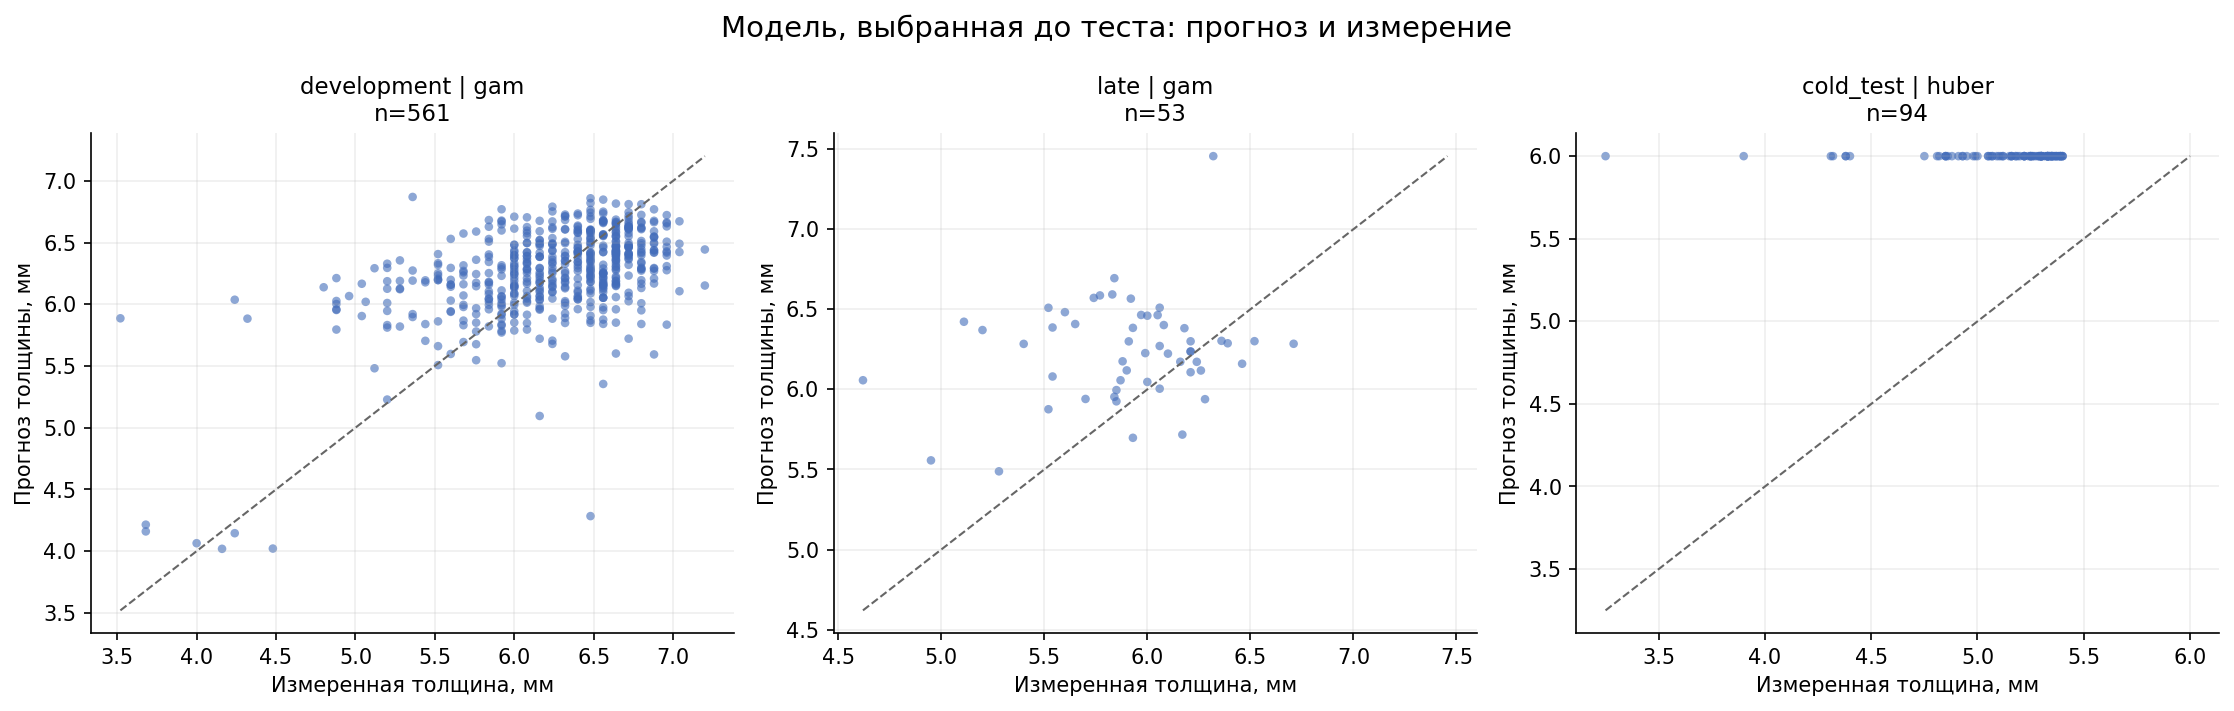 Модель, выбранная до теста: прогноз и измерение
development | gam
n=561
Прогноз толщины, мм
7.0
6.5
6.0
5.5
5.0
4.5
4.0
3.5
3.5 4.0 4.5 5.0 5.5 6.0 6.5 7.0
Измеренная толщина, мм
late | gam
n=53
Прогноз толщины, мм
7.5
7.0
6.5
6.0
5.5
5.0
4.5
4.5 5.0 5.5 6.0 6.5 7.0 7.5
Измеренная толщина, мм
cold_test | huber
n=94
Прогноз толщины, мм
6.0
5.5
5.0
4.5
4.0
3.5
3.5 4.0 4.5 5.0 5.5 6.0
Измеренная толщина, мм